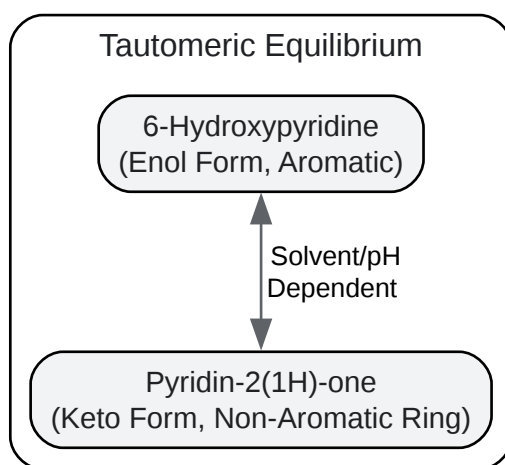 Tautomeric Equilibrium
6-Hydroxypyridine
(Enol Form, Aromatic)
Solvent/pH
Dependent
Pyridin-2(1H)-one
(Keto Form, Non-Aromatic Ring)